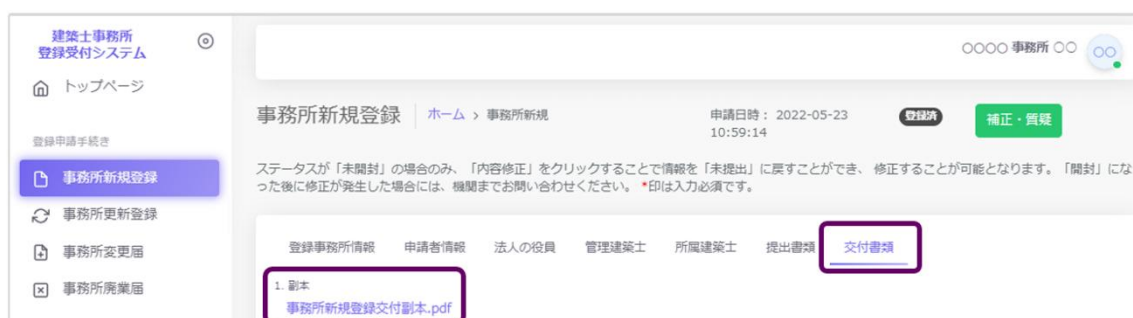 建築士事務所
登録受付システム
トップページ
登録申請手続き
事務所新規登録
事務所更新登録
事務所変更届
事務所廃業届
○○○○ 事務所 ○○
○○
事務所新規登録 ホーム > 事務所新規
申請日時： 2022-05-23
10:59:14
登録済
補正・質疑
ステータスが「未開封」の場合のみ、「内容修正」をクリックすることで情報を「未提出」に戻すことができ、 修正することが可能となります。「開封」にな
った後に修正が発生した場合には、機関までお問い合わせください。 *印は入力必須です。
登録事務所情報 申請者情報 法人の役員 管理建築士 所属建築士 提出書類 交付書類
1. 副本
事務所新規登録交付副本.pdf